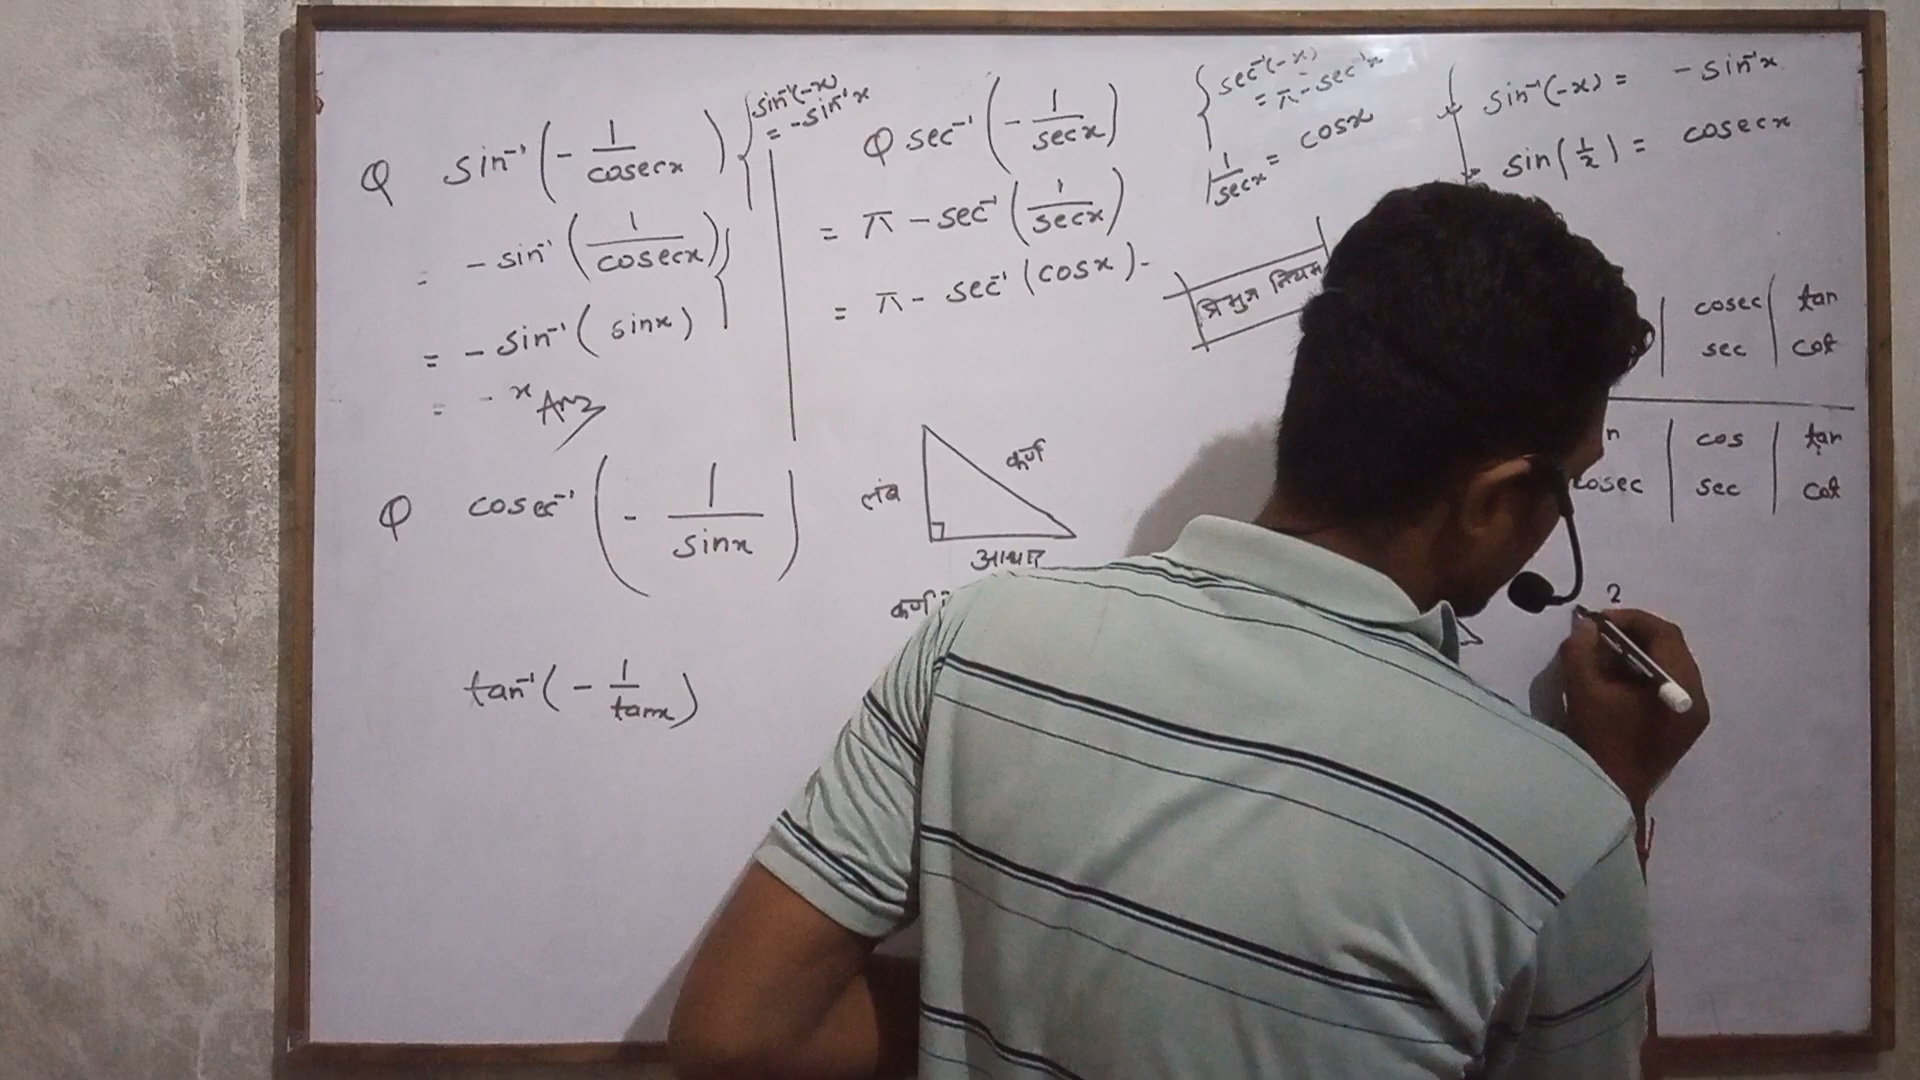 Q sin⁻¹(- 1/cosecx) { sin⁻¹(-x)
= -sin⁻¹x
= - sin⁻¹(1/cosecx)
= - sin⁻¹( sinx)
= - x Ans
Q cosec⁻¹(- 1/sinx)
tan⁻¹(- 1/tanx)
Q sec⁻¹(- 1/secx)
= π - sec⁻¹(1/secx)
= π - sec⁻¹(cosx).
{ sec⁻¹(-x)
= π - sec⁻¹x
1/secx = cosx
त्रिभुज नियम
लंब
कर्ण
आधार
कर्ण
sin⁻¹(-x) = - sin⁻¹x
sin(1/x) = cosecx
cosec | tan
sec | cot
n | cos | tan
cosec | sec | cot
2